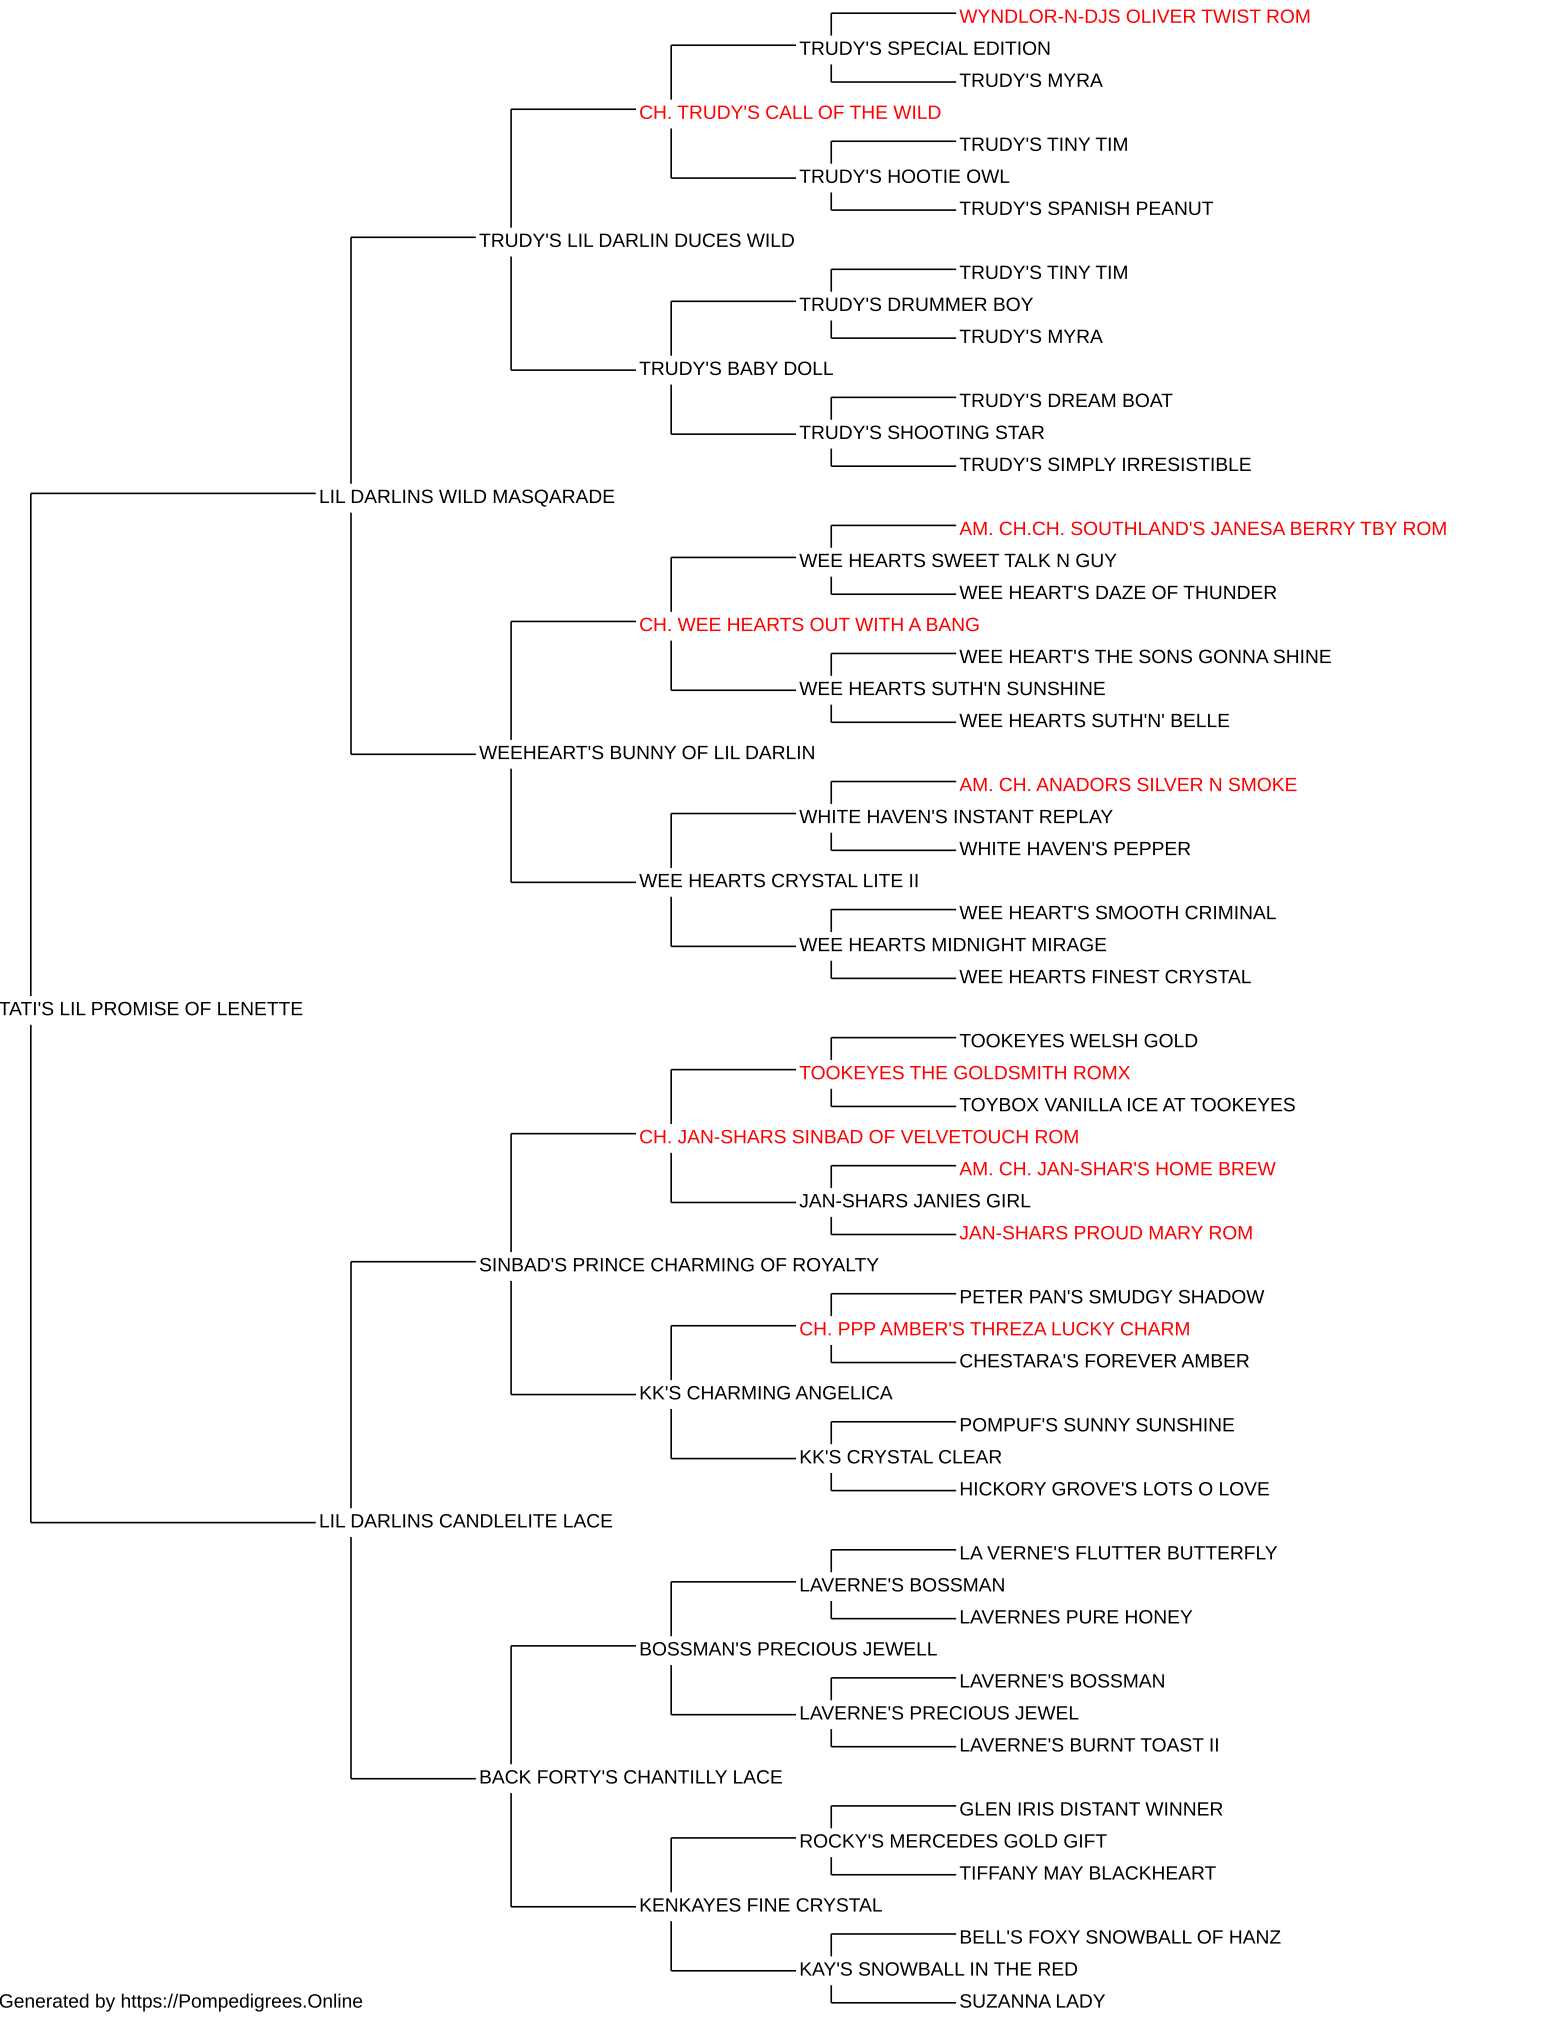 WYNDLOR-N-DJS OLIVER TWIST ROM
TRUDY'S SPECIAL EDITION
TRUDY'S MYRA
CH. TRUDY'S CALL OF THE WILD
TRUDY'S TINY TIM
TRUDY'S HOOTIE OWL
TRUDY'S SPANISH PEANUT
TRUDY'S LIL DARLIN DUCES WILD
TRUDY'S TINY TIM
TRUDY'S DRUMMER BOY
TRUDY'S MYRA
TRUDY'S BABY DOLL
TRUDY'S DREAM BOAT
TRUDY'S SHOOTING STAR
TRUDY'S SIMPLY IRRESISTIBLE
LIL DARLINS WILD MASQARADE
AM. CH.CH. SOUTHLAND'S JANESA BERRY TBY ROM
WEE HEARTS SWEET TALK N GUY
WEE HEART'S DAZE OF THUNDER
CH. WEE HEARTS OUT WITH A BANG
WEE HEART'S THE SONS GONNA SHINE
WEE HEARTS SUTH'N SUNSHINE
WEE HEARTS SUTH'N' BELLE
WEEHEART'S BUNNY OF LIL DARLIN
AM. CH. ANADORS SILVER N SMOKE
WHITE HAVEN'S INSTANT REPLAY
WHITE HAVEN'S PEPPER
WEE HEARTS CRYSTAL LITE II
WEE HEART'S SMOOTH CRIMINAL
WEE HEARTS MIDNIGHT MIRAGE
WEE HEARTS FINEST CRYSTAL
TATI'S LIL PROMISE OF LENETTE
TOOKEYES WELSH GOLD
TOOKEYES THE GOLDSMITH ROMX
TOYBOX VANILLA ICE AT TOOKEYES
CH. JAN-SHARS SINBAD OF VELVETOUCH ROM
AM. CH. JAN-SHAR'S HOME BREW
JAN-SHARS JANIES GIRL
JAN-SHARS PROUD MARY ROM
SINBAD'S PRINCE CHARMING OF ROYALTY
PETER PAN'S SMUDGY SHADOW
CH. PPP AMBER'S THREZA LUCKY CHARM
CHESTARA'S FOREVER AMBER
KK'S CHARMING ANGELICA
POMPUF'S SUNNY SUNSHINE
KK'S CRYSTAL CLEAR
HICKORY GROVE'S LOTS O LOVE
LIL DARLINS CANDLELITE LACE
LA VERNE'S FLUTTER BUTTERFLY
LAVERNE'S BOSSMAN
LAVERNES PURE HONEY
BOSSMAN'S PRECIOUS JEWELL
LAVERNE'S BOSSMAN
LAVERNE'S PRECIOUS JEWEL
LAVERNE'S BURNT TOAST II
BACK FORTY'S CHANTILLY LACE
GLEN IRIS DISTANT WINNER
ROCKY'S MERCEDES GOLD GIFT
TIFFANY MAY BLACKHEART
KENKAYES FINE CRYSTAL
BELL'S FOXY SNOWBALL OF HANZ
KAY'S SNOWBALL IN THE RED
SUZANNA LADY
Generated by https://Pompedigrees.Online